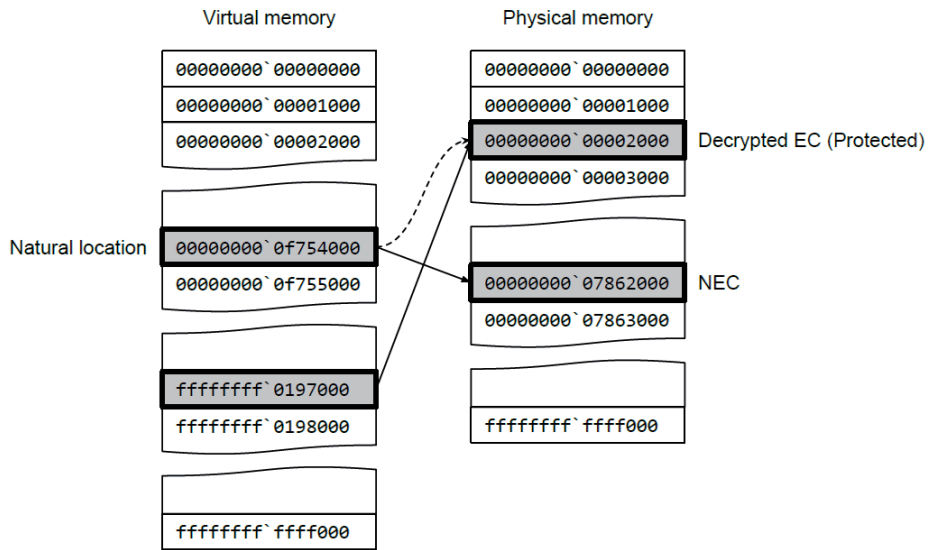 Virtual memory
Physical memory
00000000`00000000
00000000`00001000
00000000`00002000
Natural location
00000000`0f754000
00000000`0f755000
ffffffff`0197000
ffffffff`0198000
ffffffff`ffff000
00000000`00000000
00000000`00001000
00000000`00002000
Decrypted EC (Protected)
00000000`00003000
00000000`07862000
NEC
00000000`07863000
ffffffff`ffff000